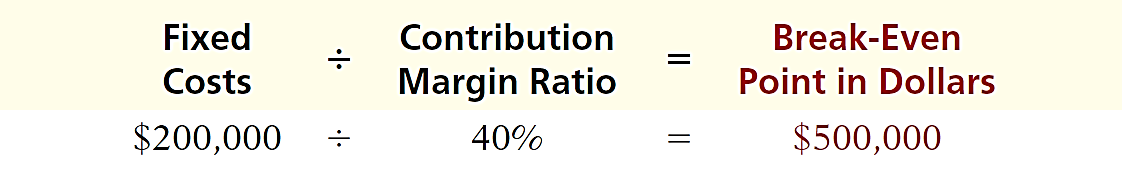 Fixed Costs ÷ Contribution Margin Ratio = Break-Even Point in Dollars
$200,000 ÷ 40% = $500,000